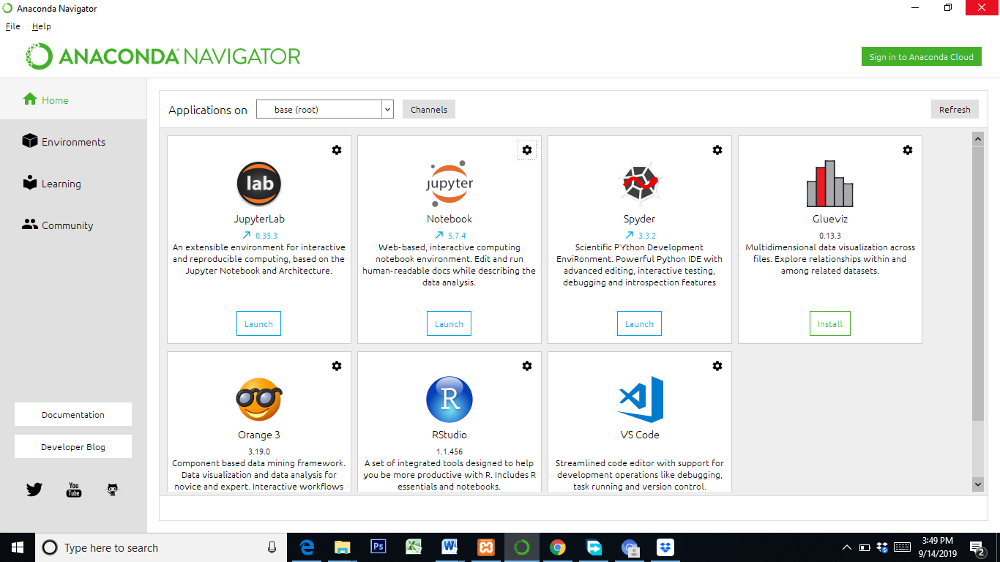 Anaconda Navigator
File Help
ANACONDA NAVIGATOR
Sign in to Anaconda Cloud
Home
Environments
Learning
Community
Documentation
Developer Blog
You
Tube
Applications on base (root) Channels Refresh
lab
JupyterLab
0.35.3
An extensible environment for interactive
and reproducible computing, based on the
Jupyter Notebook and Architecture.
Launch
jupyter
Notebook
5.7.4
Web-based, interactive computing
notebook environment. Edit and run
human-readable docs while describing the
data analysis.
Launch
Spyder
3.3.2
Scientific PYthon Development
EnviRonment. Powerful Python IDE with
advanced editing, interactive testing,
debugging and introspection features
Launch
Glueviz
0.13.3
Multidimensional data visualization across
files. Explore relationships within and
among related datasets.
Install
Orange 3
3.19.0
Component based data mining framework.
Data visualization and data analysis for
novice and expert. Interactive workflows
R
RStudio
1.1.456
A set of integrated tools designed to help
you be more productive with R. Includes R
essentials and notebooks.
VS Code
Streamlined code editor with support for
development operations like debugging,
task running and version control.
Type here to search
Ps
3:49 PM
9/14/2019
2